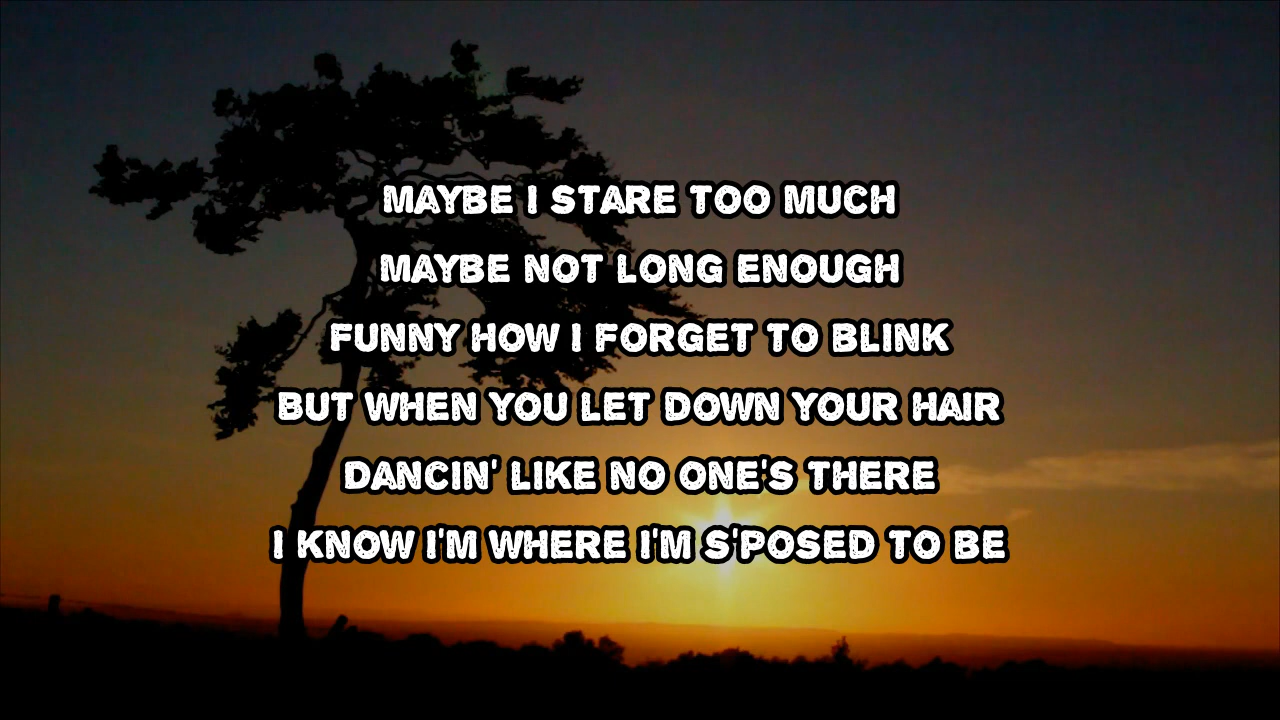 MAYBE I STARE TOO MUCH
MAYBE NOT LONG ENOUGH
FUNNY HOW I FORGET TO BLINK
BUT WHEN YOU LET DOWN YOUR HAIR
DANCIN' LIKE NO ONE'S THERE
I KNOW I'M WHERE I'M S'POSED TO BE